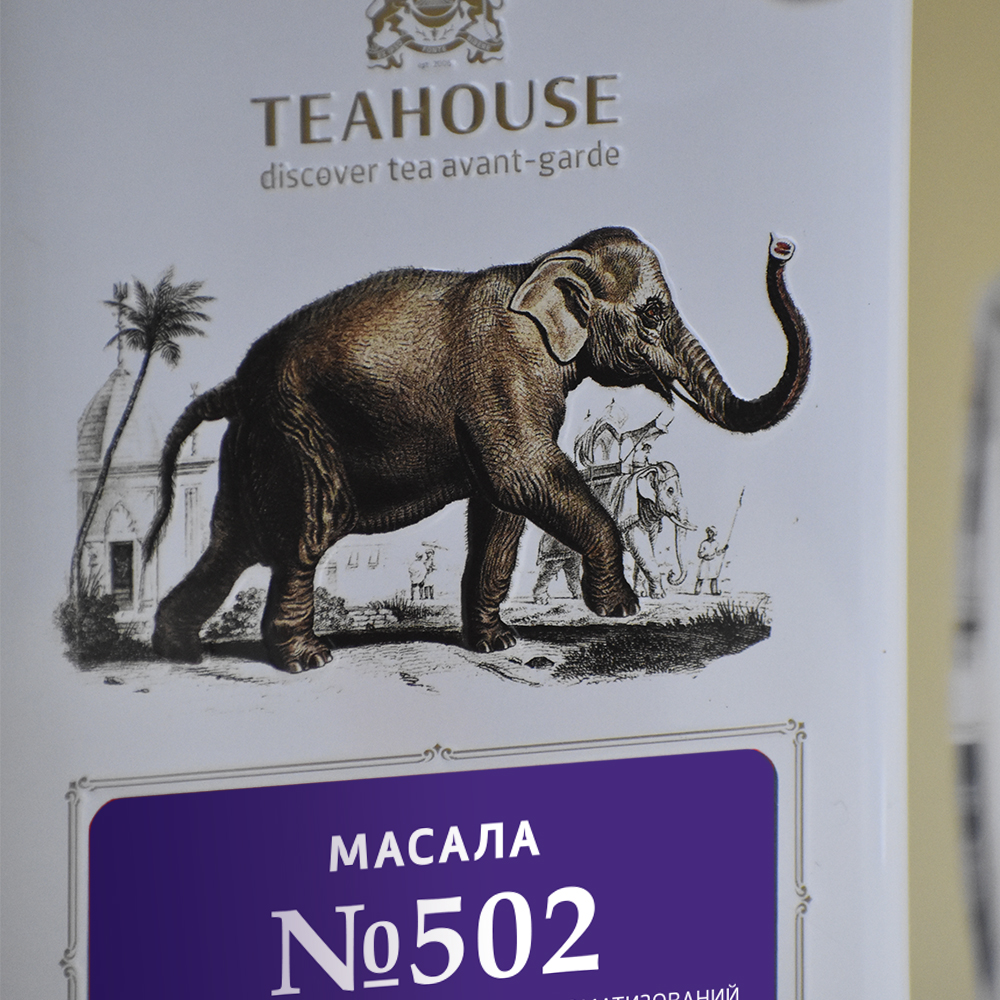 TEAHOUSE
discover tea avant-garde
МАСАЛА
№502